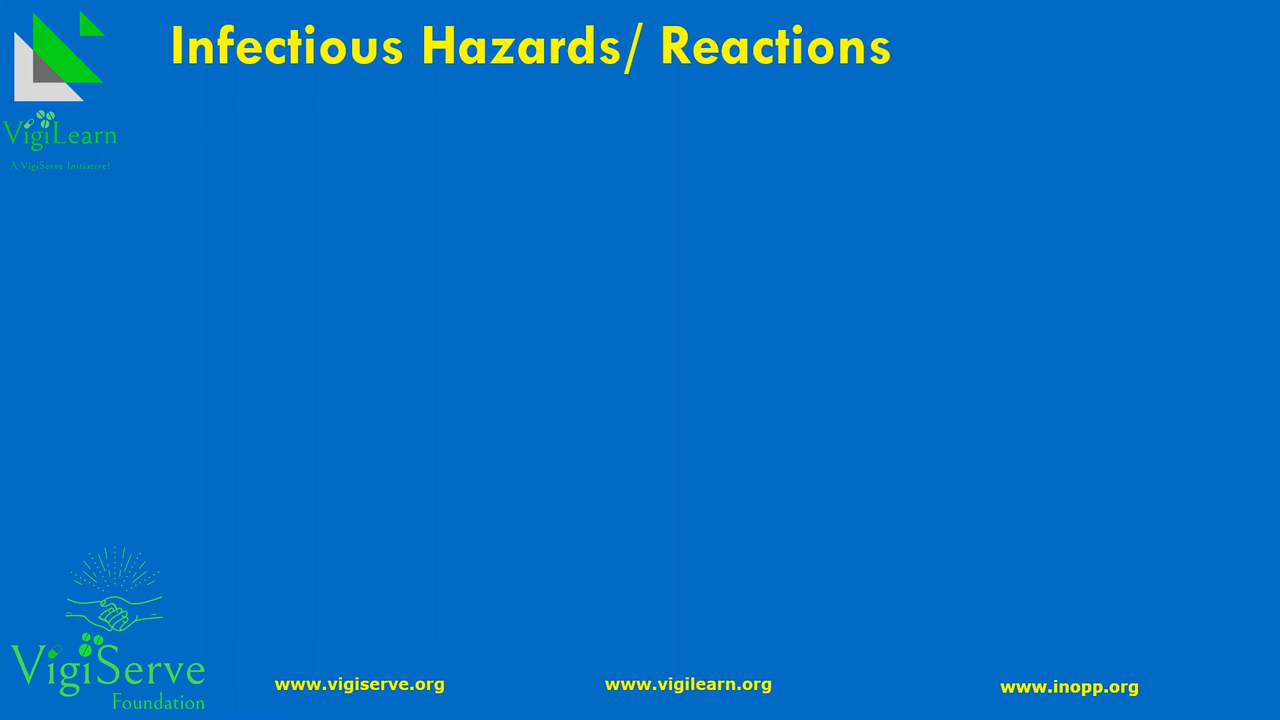 Infectious Hazards/ Reactions
VigiLearn
A VigiServe Initiative!
VigiServe
Foundation
www.vigiserve.org
www.vigilearn.org
www.inopp.org